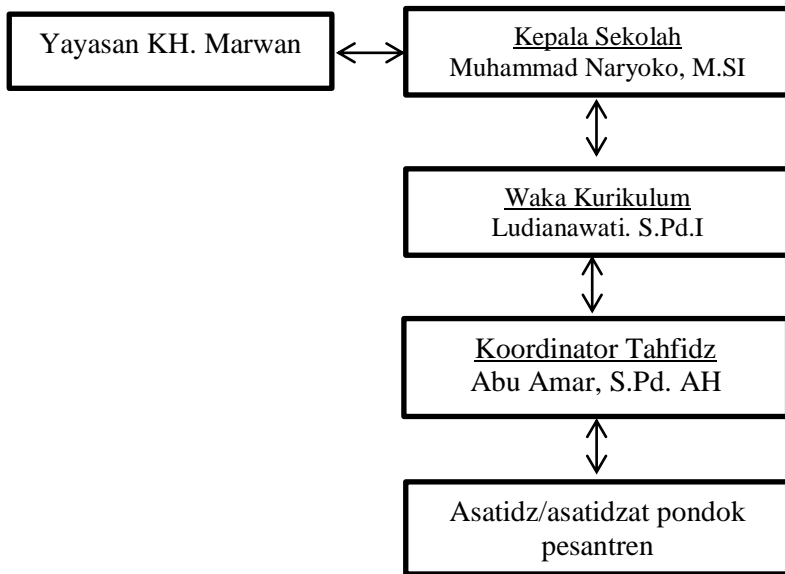 Yayasan KH. Marwan
Kepala Sekolah
Muhammad Naryoko, M.SI
Waka Kurikulum
Ludianawati. S.Pd.I
Koordinator Tahfidz
Abu Amar, S.Pd. AH
Asatidz/asatidzat pondok
pesantren